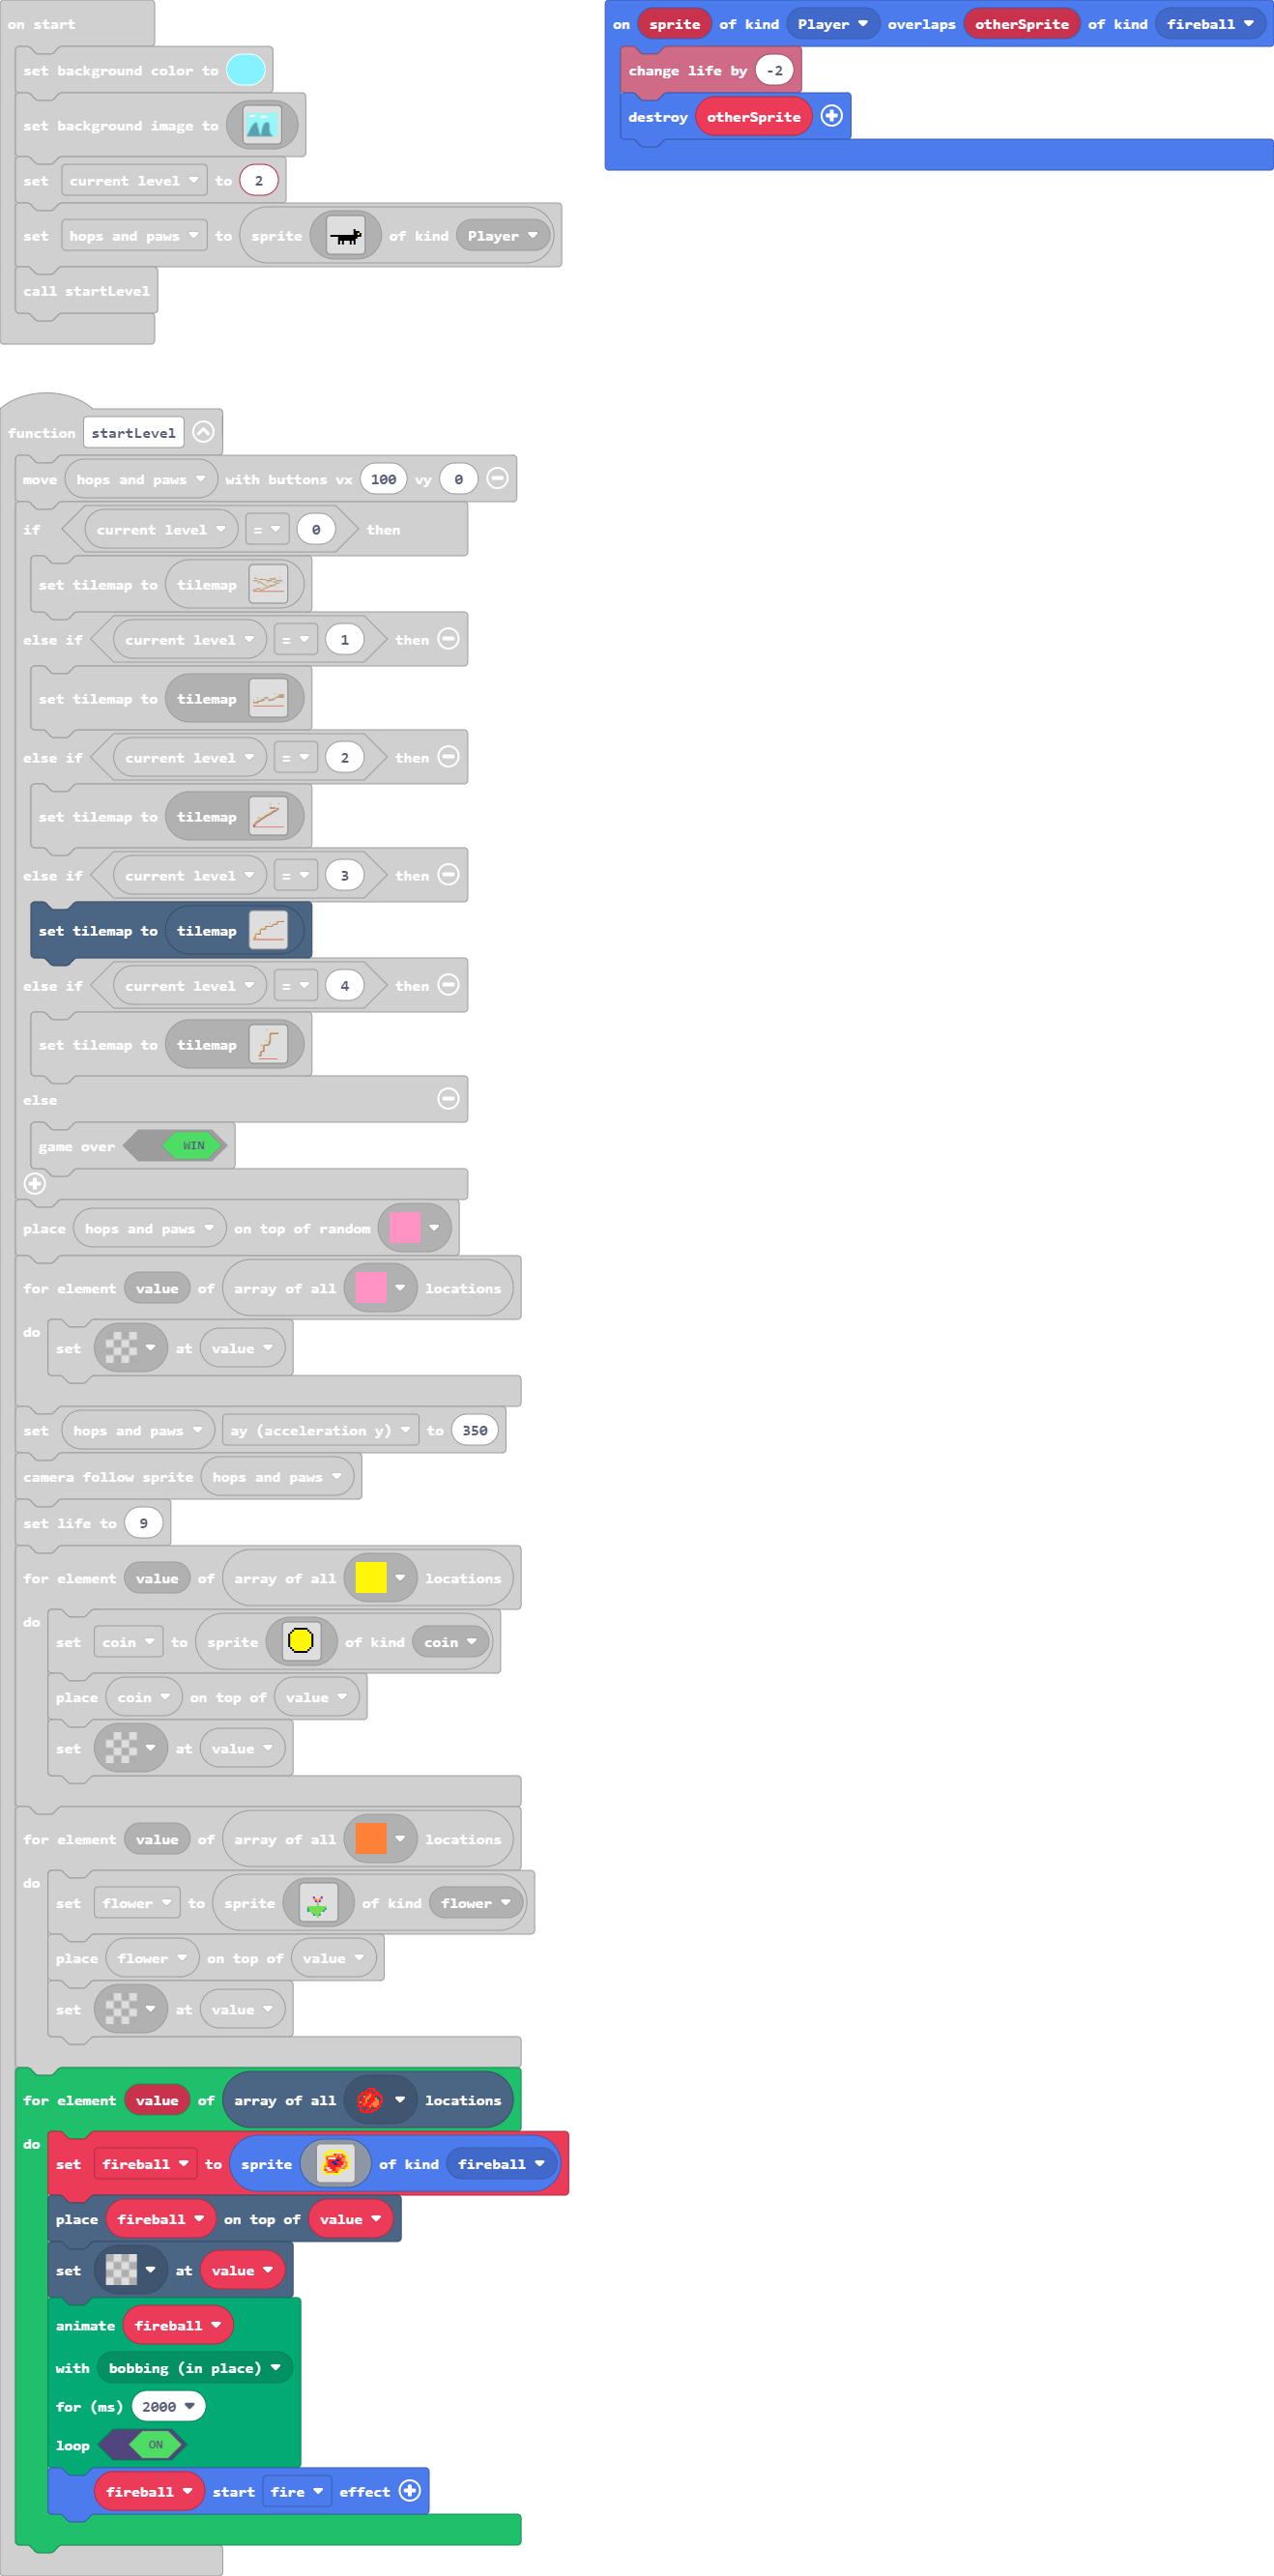 on start
set background color to
set background image to
set current level to 2
set hops and paws to sprite of kind Player
call startLevel
on sprite of kind Player overlaps otherSprite of kind fireball
change life by -2
destroy otherSprite
function startLevel
move hops and paws with buttons vx 100 vy 0
if current level = 0 then
set tilemap to tilemap
else if current level = 1 then
set tilemap to tilemap
else if current level = 2 then
set tilemap to tilemap
else if current level = 3 then
set tilemap to tilemap
else if current level = 4 then
set tilemap to tilemap
else
game over WIN
place hops and paws on top of random
for element value of array of all locations
do
set at value
set hops and paws ay (acceleration y) to 350
camera follow sprite hops and paws
set life to 9
for element value of array of all locations
do
set coin to sprite of kind coin
place coin on top of value
set at value
for element value of array of all locations
do
set flower to sprite of kind flower
place flower on top of value
set at value
for element value of array of all locations
do
set fireball to sprite of kind fireball
place fireball on top of value
set at value
animate fireball
with bobbing (in place)
for (ms) 2000
loop ON
fireball start fire effect